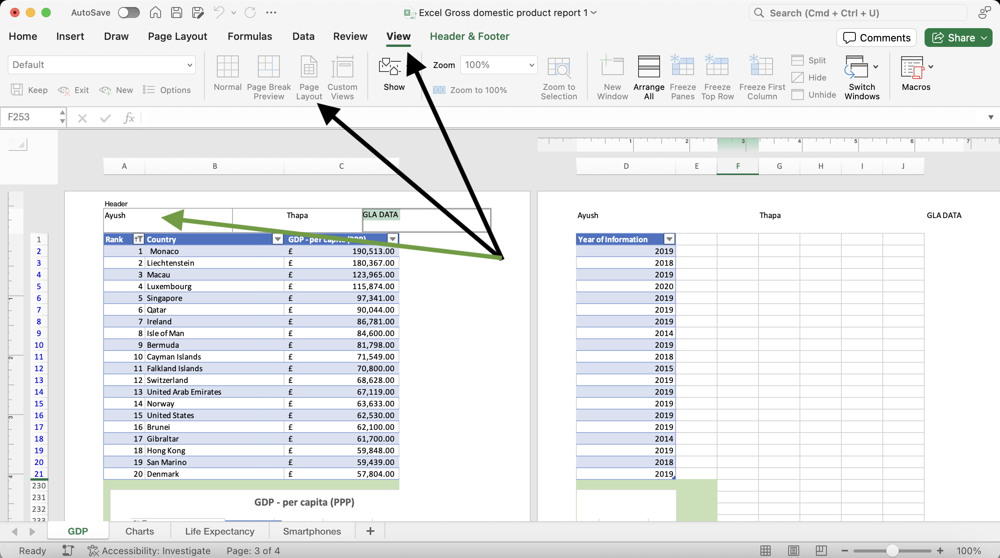 AutoSave
Excel Gross domestic product report 1
Search (Cmd + Ctrl + U)
Home Insert Draw Page Layout Formulas Data Review View Header & Footer
Comments Share
Default
Keep Exit New Options
Normal
Page Break Preview
Page Layout
Custom Views
Show
Zoom 100%
100 Zoom to 100%
Zoom to Selection
New Window
Arrange All
Freeze Panes
Freeze Top Row
Freeze First Column
Split
Hide
Unhide
Switch Windows
Macros
F253 fx
1 2 3 4 5 6 7
A B C D E F G H I J
Header
Ayush Thapa GLA DATA Ayush Thapa GLA DATA
1 Rank Country GDP - per capita (PPP) Year of Information
2 1 Monaco £ 190,513.00 2019
3 2 Liechtenstein £ 180,367.00 2018
4 3 Macau £ 123,965.00 2019
5 4 Luxembourg £ 115,874.00 2020
6 5 Singapore £ 97,341.00 2019
7 6 Qatar £ 90,044.00 2019
8 7 Ireland £ 86,781.00 2019
9 8 Isle of Man £ 84,600.00 2014
10 9 Bermuda £ 81,798.00 2019
11 10 Cayman Islands £ 71,549.00 2018
12 11 Falkland Islands £ 70,800.00 2015
13 12 Switzerland £ 68,628.00 2019
14 13 United Arab Emirates £ 67,119.00 2019
15 14 Norway £ 63,633.00 2019
16 15 United States £ 62,530.00 2019
17 16 Brunei £ 62,100.00 2019
18 17 Gibraltar £ 61,700.00 2014
19 18 Hong Kong £ 59,848.00 2019
20 19 San Marino £ 59,439.00 2018
21 20 Denmark £ 57,804.00 2019
230
231 GDP - per capita (PPP)
232
233
1
2
3
4
GDP Charts Life Expectancy Smartphones +
Ready Accessibility: Investigate Page: 3 of 4 100%